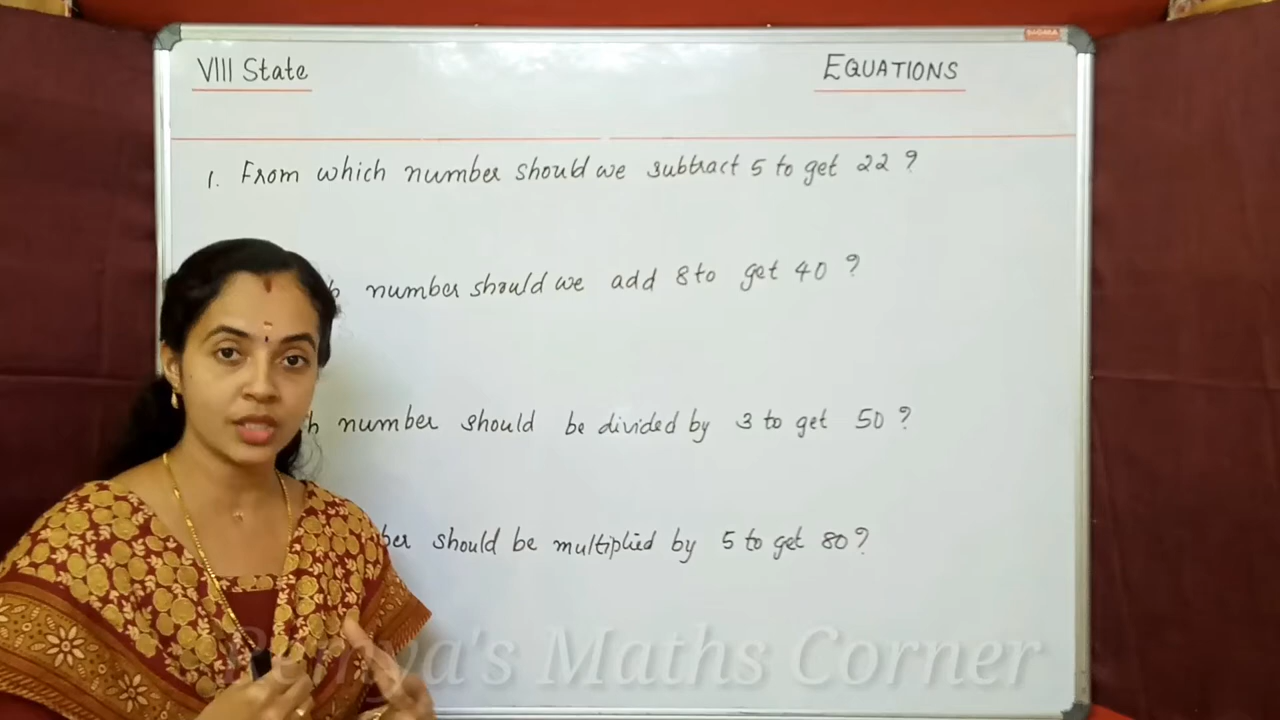 SIGMA
VIII State
EQUATIONS
1. From which number should we subtract 5 to get 22 ?
number should we add 8 to get 40 ?
number should be divided by 3 to get 50 ?
should be multiplied by 5 to get 80?
Remya's Maths Corner